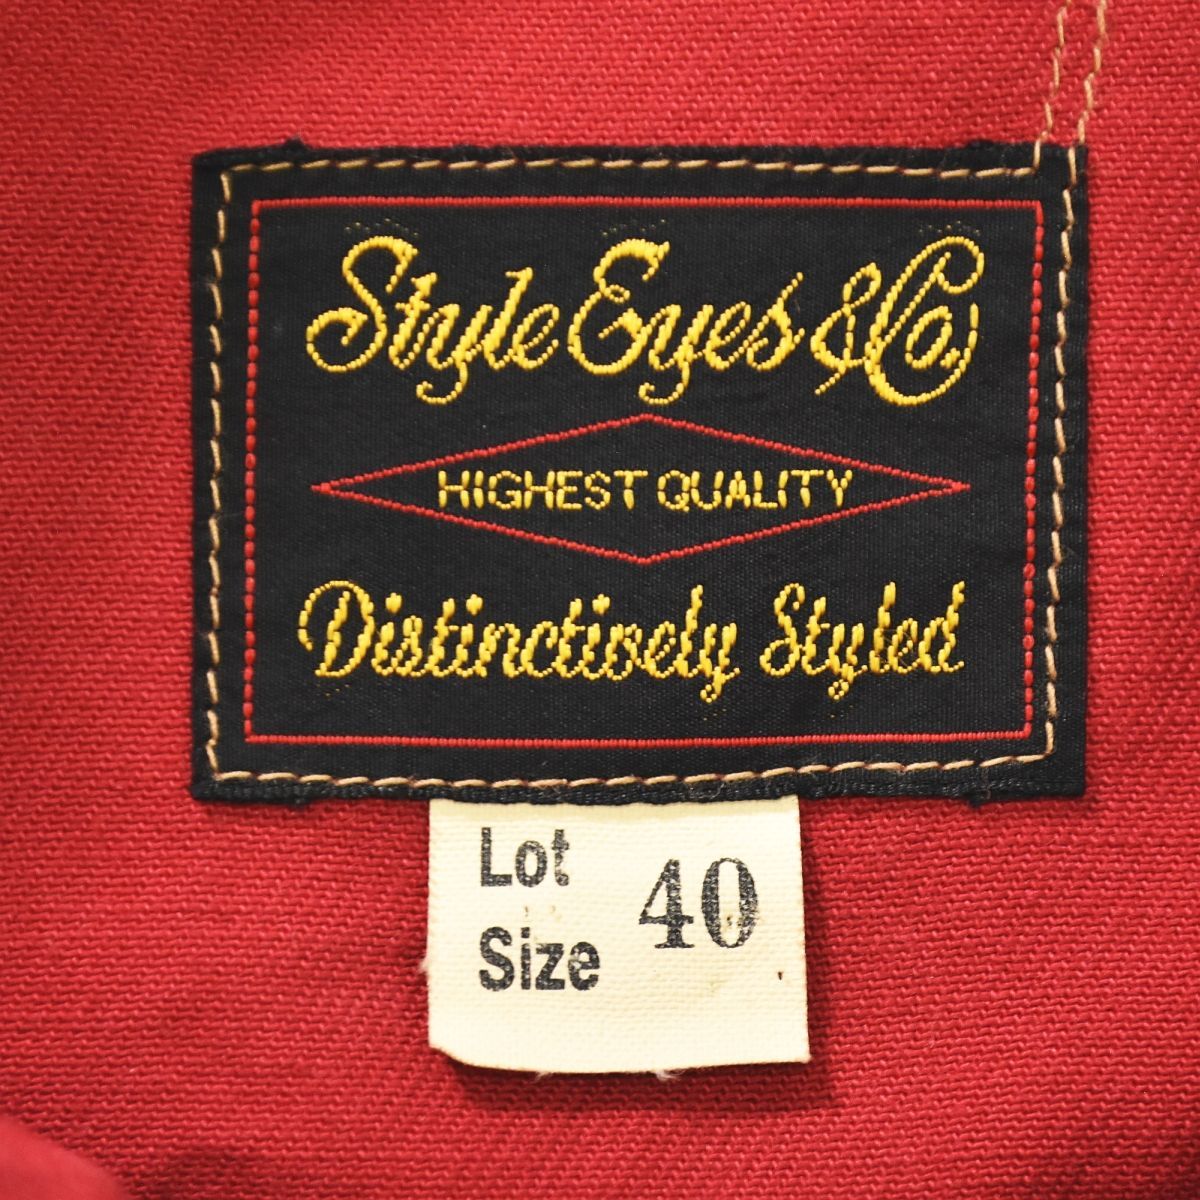 Style Eyes & Co.
HIGHEST QUALITY
Distinctively Styled
Lot
Size 40